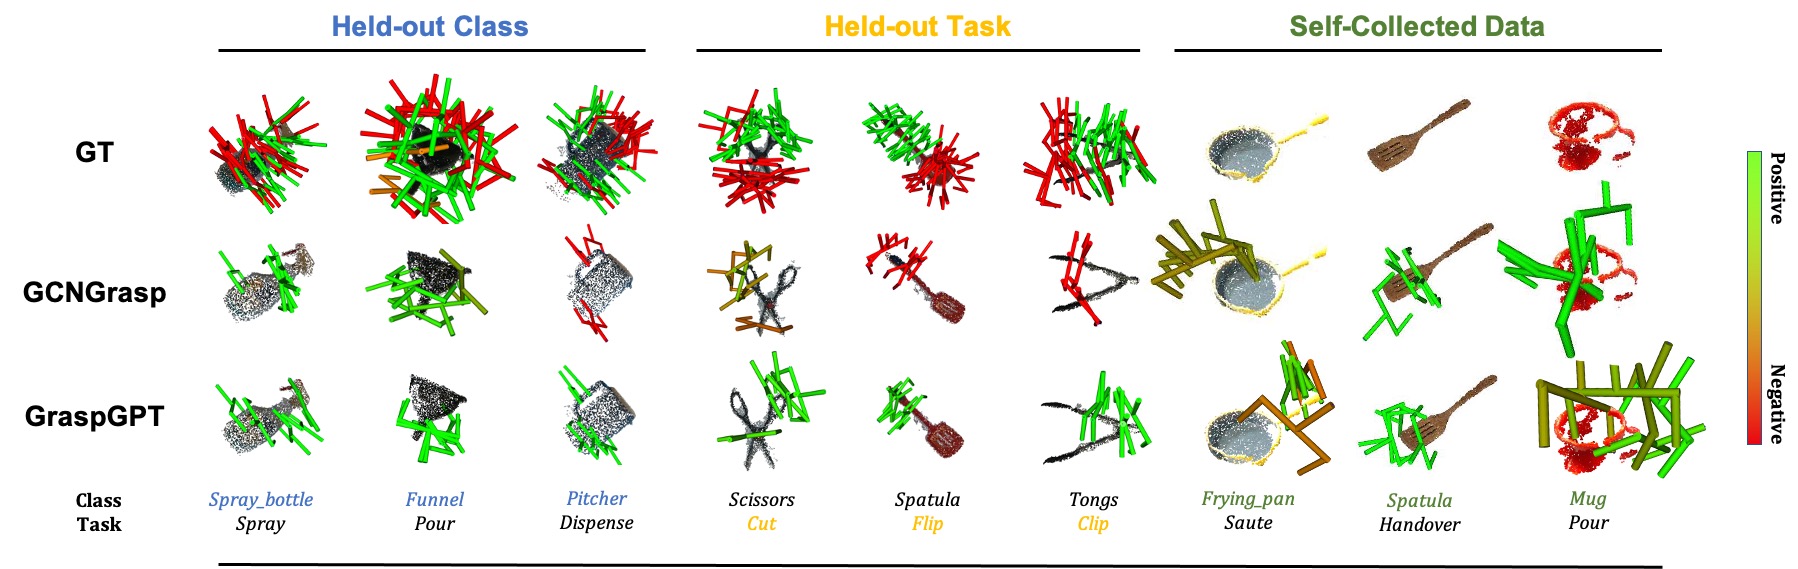 Held-out Class Held-out Task Self-Collected Data
GT
GCNGrasp
GraspGPT
Positive
Negative
Class Spray_bottle Funnel Pitcher Scissors Spatula Tongs Frying_pan Spatula Mug
Task Spray Pour Dispense Cut Flip Clip Saute Handover Pour